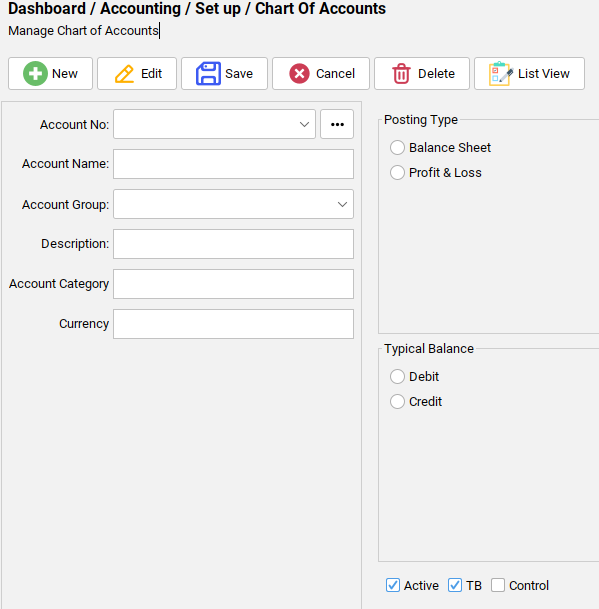 Dashboard / Accounting / Set up / Chart Of Accounts
Manage Chart of Accounts
New Edit Save Cancel Delete List View
Account No:
Account Name:
Account Group:
Description:
Account Category
Currency
Posting Type
Balance Sheet
Profit & Loss
Typical Balance
Debit
Credit
Active TB Control